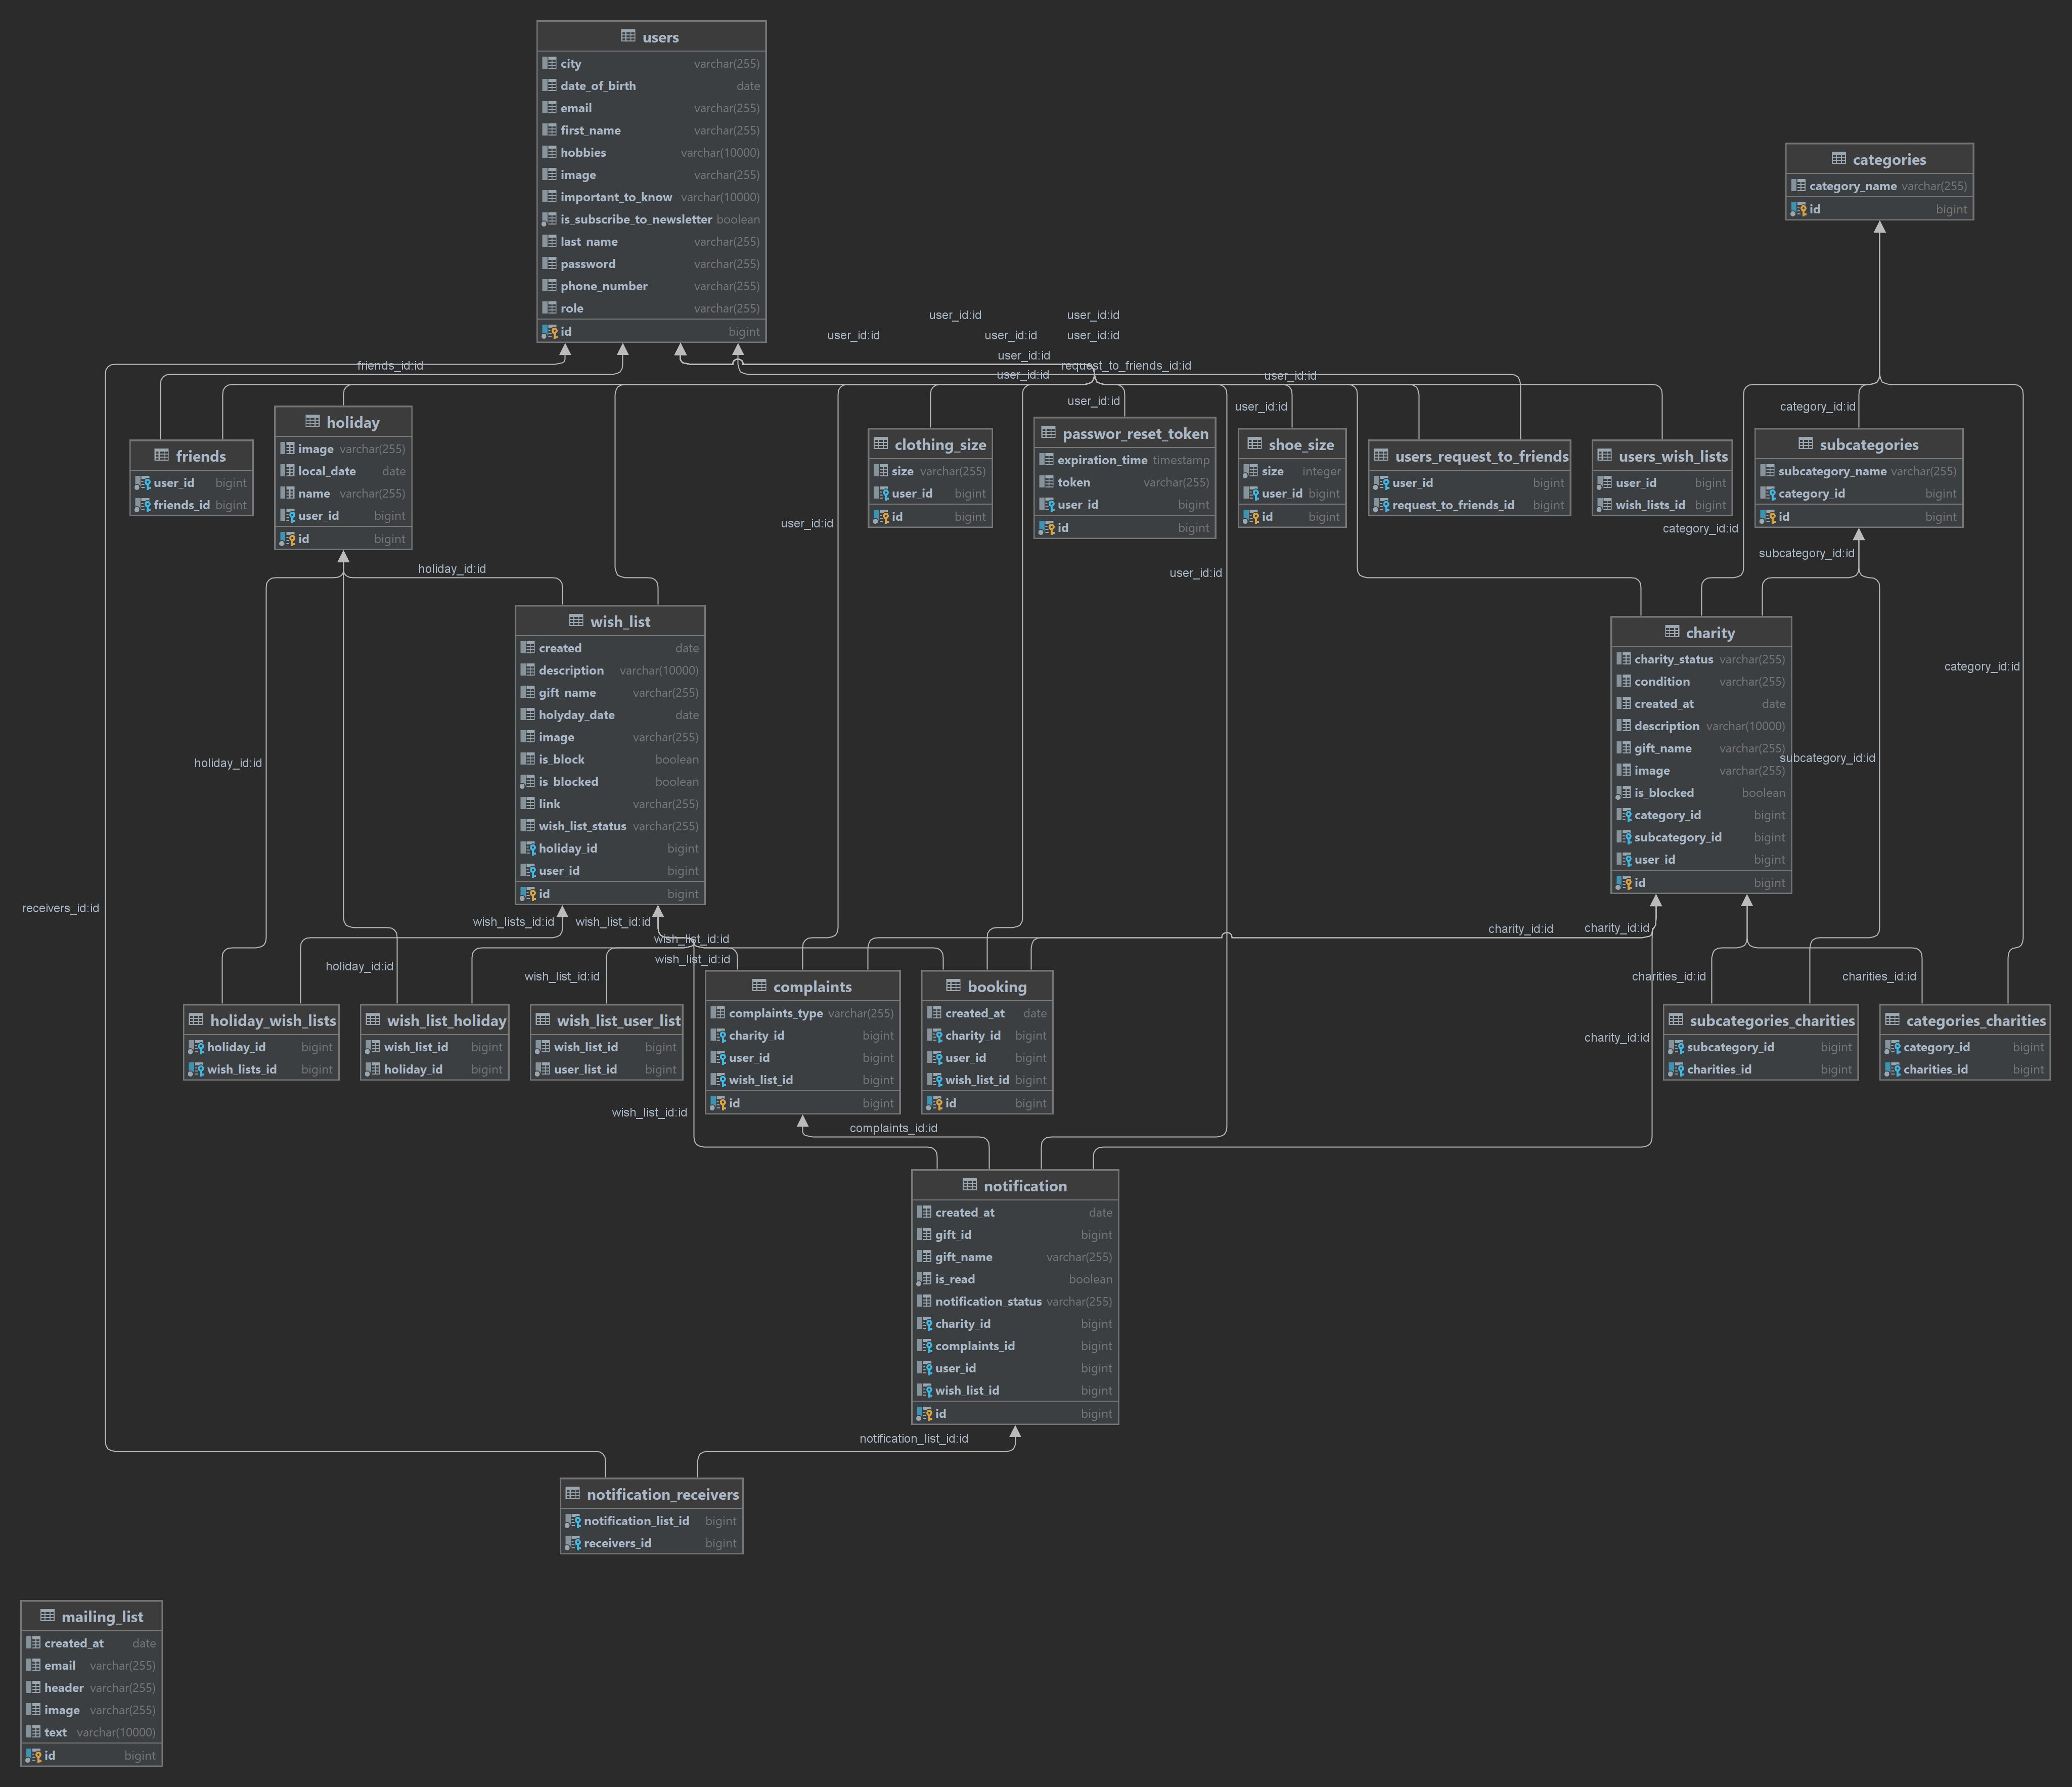 users
city varchar(255)
date_of_birth date
email varchar(255)
first_name varchar(255)
hobbies varchar(10000)
image varchar(255)
important_to_know varchar(10000)
is_subscribe_to_newsletter boolean
last_name varchar(255)
password varchar(255)
phone_number varchar(255)
role varchar(255)
id bigint
categories
category_name varchar(255)
id bigint
user_id:id
user_id:id
user_id:id
user_id:id
user_id:id
user_id:id
friends_id:id
request_to_friends_id:id
user_id:id
user_id:id
user_id:id
user_id:id
category_id:id
friends
user_id bigint
friends_id bigint
holiday
image varchar(255)
local_date date
name varchar(255)
user_id bigint
id bigint
clothing_size
size varchar(255)
user_id bigint
id bigint
passwor_reset_token
expiration_time timestamp
token varchar(255)
user_id bigint
id bigint
shoe_size
size integer
user_id bigint
id bigint
users_request_to_friends
user_id bigint
request_to_friends_id bigint
users_wish_lists
user_id bigint
wish_lists_id bigint
subcategories
subcategory_name varchar(255)
category_id bigint
id bigint
user_id:id
category_id:id
subcategory_id:id
holiday_id:id
user_id:id
wish_list
created date
description varchar(10000)
gift_name varchar(255)
holyday_date date
image varchar(255)
is_block boolean
is_blocked boolean
link varchar(255)
wish_list_status varchar(255)
holiday_id bigint
user_id bigint
id bigint
charity
charity_status varchar(255)
condition varchar(255)
created_at date
description varchar(10000)
gift_name varchar(255)
image varchar(255)
is_blocked boolean
category_id bigint
subcategory_id bigint
user_id bigint
id bigint
category_id:id
subcategory_id:id
holiday_id:id
receivers_id:id
wish_lists_id:id
wish_list_id:id
charity_id:id
charity_id:id
wish_list_id:id
wish_list_id:id
holiday_id:id
wish_list_id:id
charities_id:id
charities_id:id
holiday_wish_lists
holiday_id bigint
wish_lists_id bigint
wish_list_holiday
wish_list_id bigint
holiday_id bigint
wish_list_user_list
wish_list_id bigint
user_list_id bigint
complaints
complaints_type varchar(255)
charity_id bigint
user_id bigint
wish_list_id bigint
id bigint
booking
created_at date
charity_id bigint
user_id bigint
wish_list_id bigint
id bigint
subcategories_charities
subcategory_id bigint
charities_id bigint
categories_charities
category_id bigint
charities_id bigint
charity_id:id
wish_list_id:id
complaints_id:id
notification
created_at date
gift_id bigint
gift_name varchar(255)
is_read boolean
notification_status varchar(255)
charity_id bigint
complaints_id bigint
user_id bigint
wish_list_id bigint
id bigint
notification_list_id:id
notification_receivers
notification_list_id bigint
receivers_id bigint
mailing_list
created_at date
email varchar(255)
header varchar(255)
image varchar(255)
text varchar(10000)
id bigint